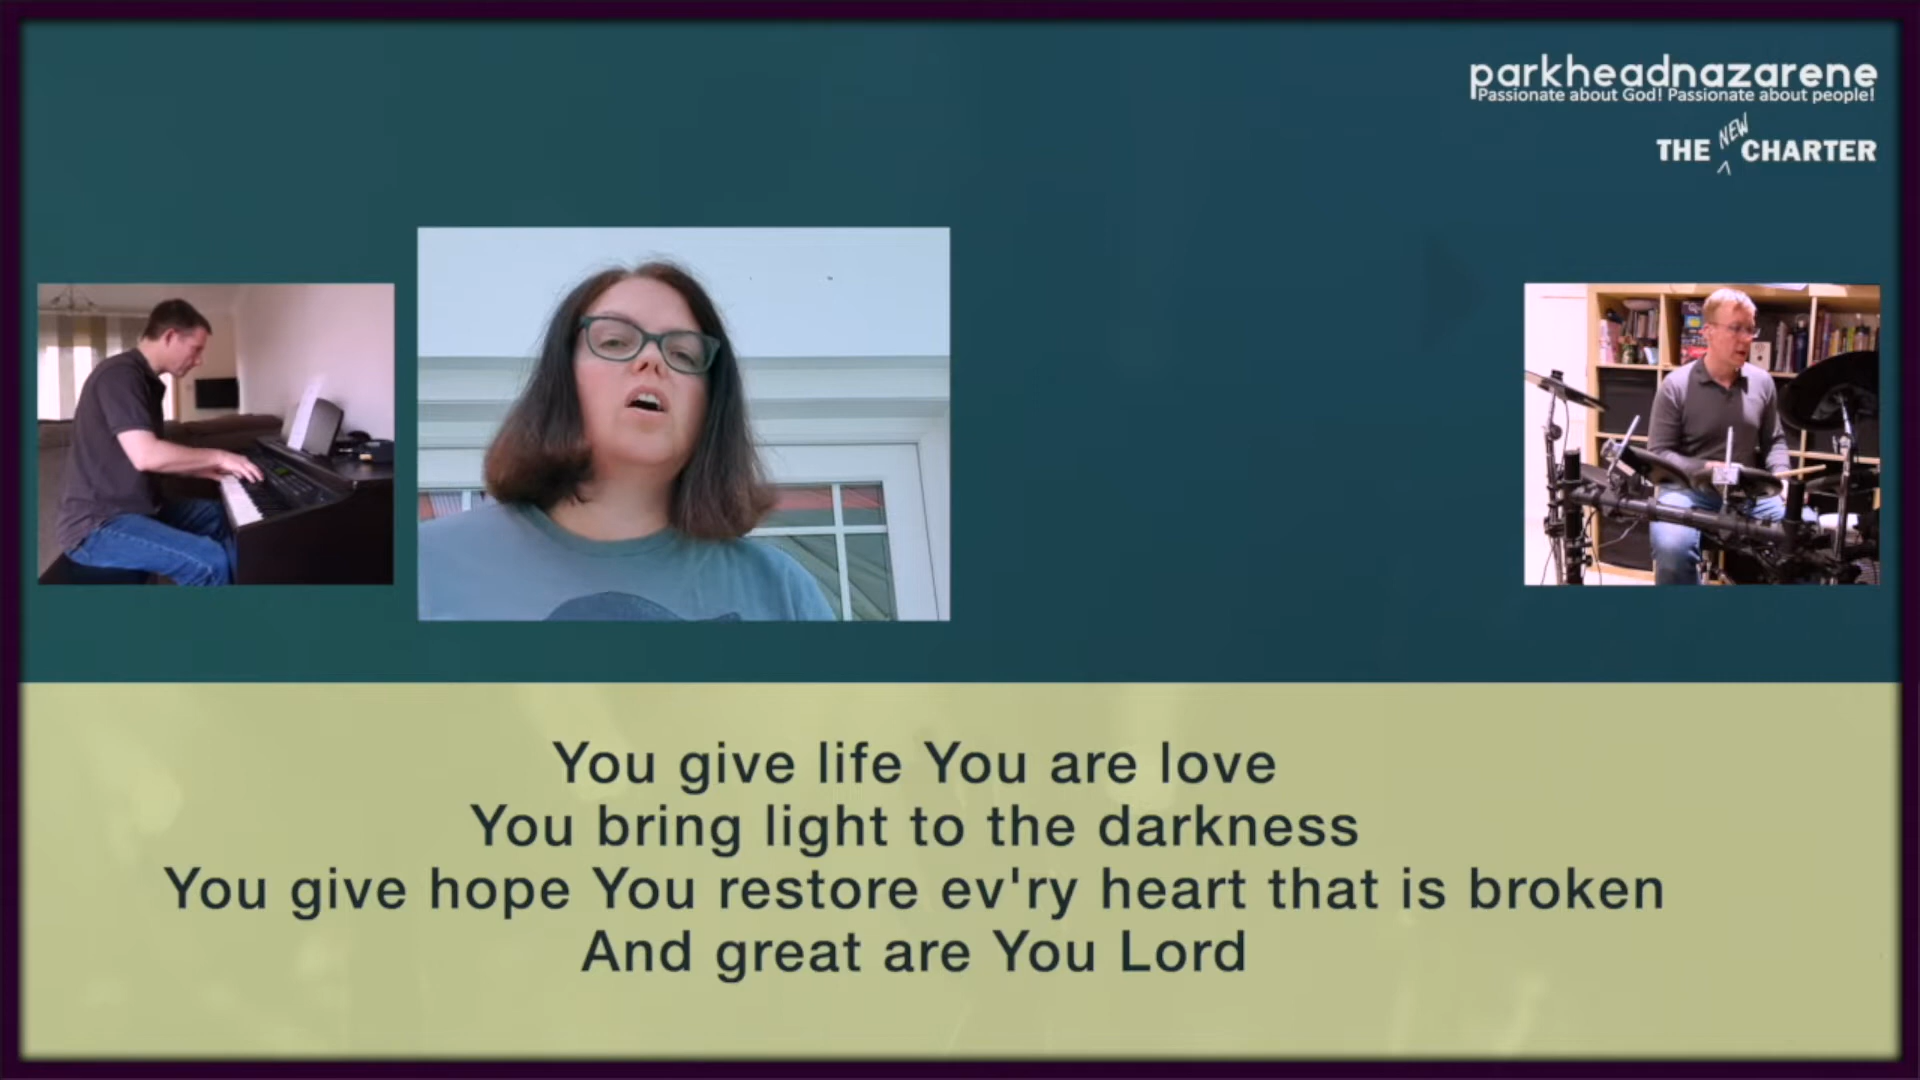 parkheadnazarene
Passionate about God! Passionate about people!
NEW
THE ^ CHARTER
You give life You are love
You bring light to the darkness
You give hope You restore ev'ry heart that is broken
And great are You Lord